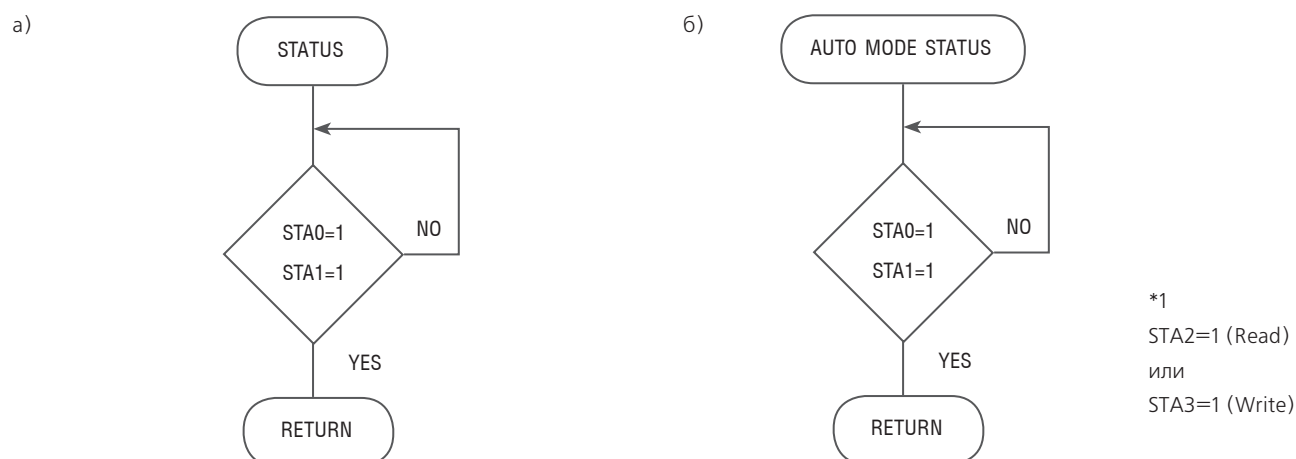 а)
STATUS
STA0=1
STA1=1
NO
YES
RETURN
б)
AUTO MODE STATUS
STA0=1
STA1=1
NO
YES
RETURN
*1
STA2=1 (Read)
или
STA3=1 (Write)